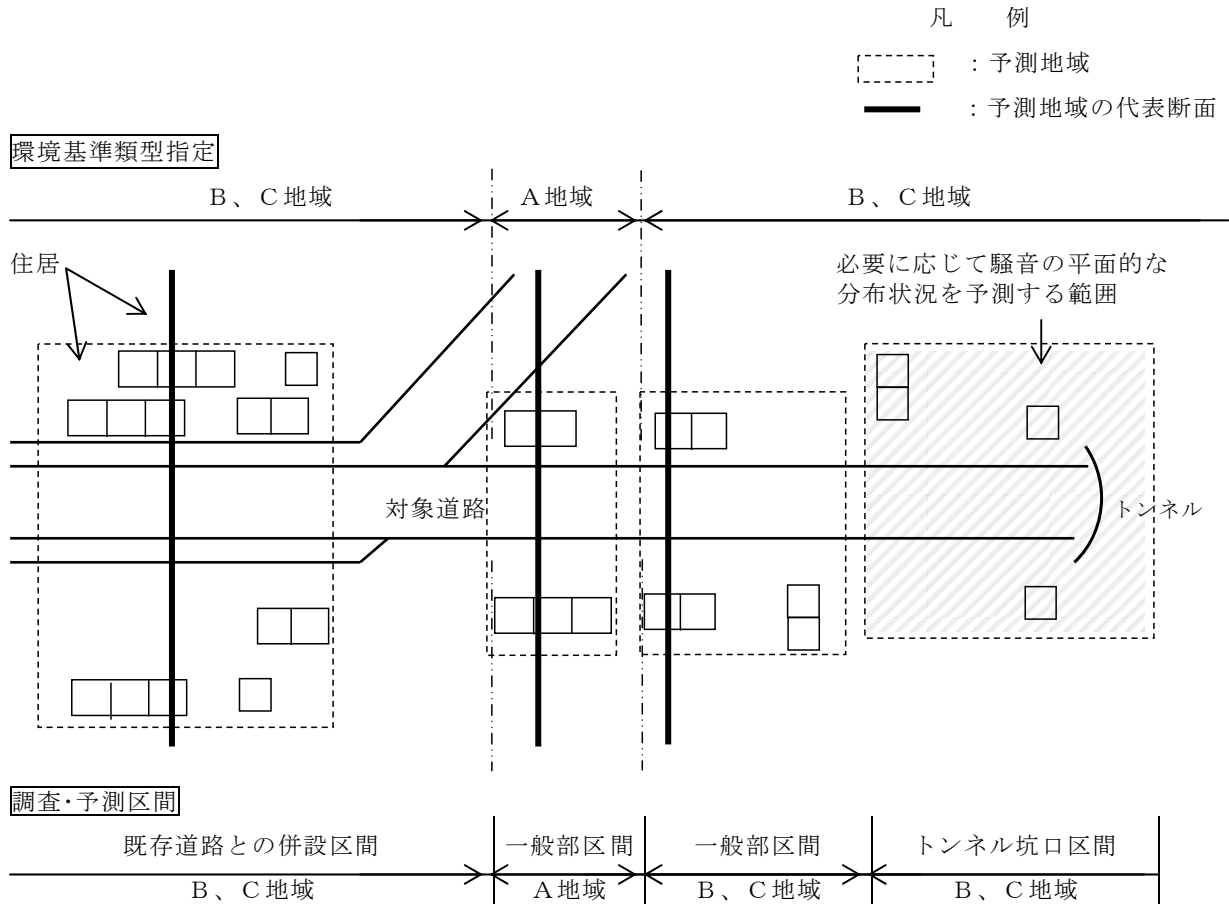 凡 例
：予測地域
：予測地域の代表断面
環境基準類型指定
B、C地域
A地域
B、C地域
住居
必要に応じて騒音の平面的な
分布状況を予測する範囲
対象道路
トンネル
調査・予測区間
既存道路との併設区間
一般部区間
一般部区間
トンネル坑口区間
B、C地域
A地域
B、C地域
B、C地域